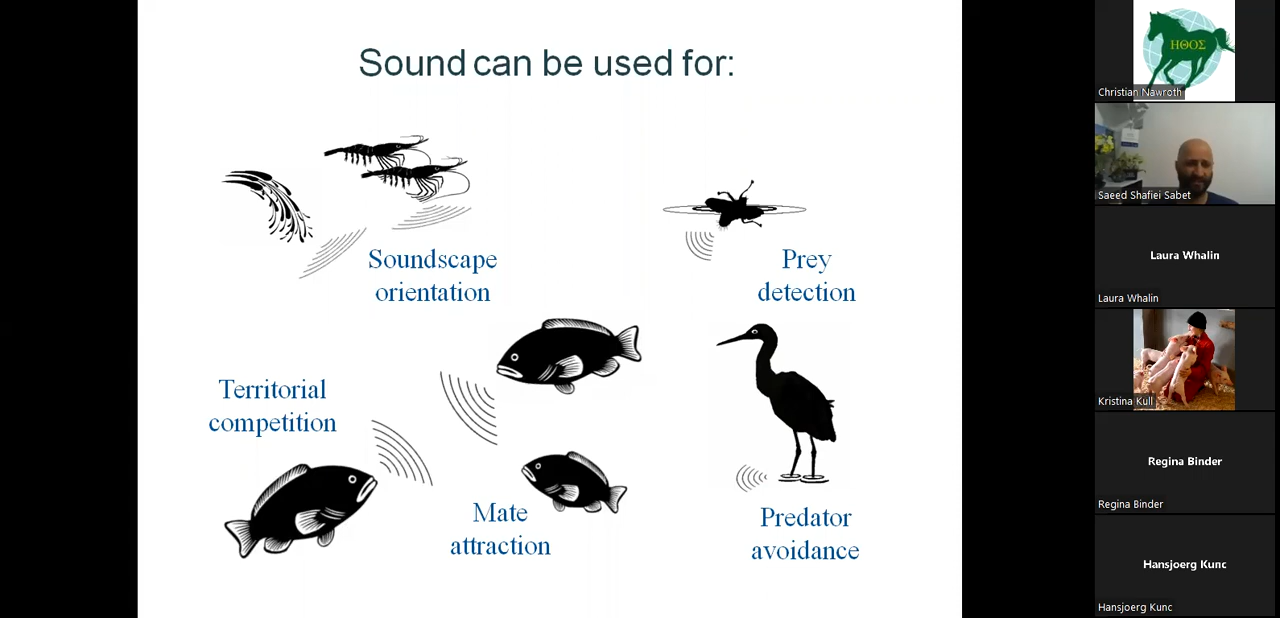 Sound can be used for:
Soundscape
orientation
Prey
detection
Territorial
competition
Mate
attraction
Predator
avoidance
ΗΘΟΣ
Christian Nawroth
Saeed Shafiei Sabet
Laura Whalin
Laura Whalin
Kristina Kull
Regina Binder
Regina Binder
Hansjoerg Kunc
Hansjoerg Kunc